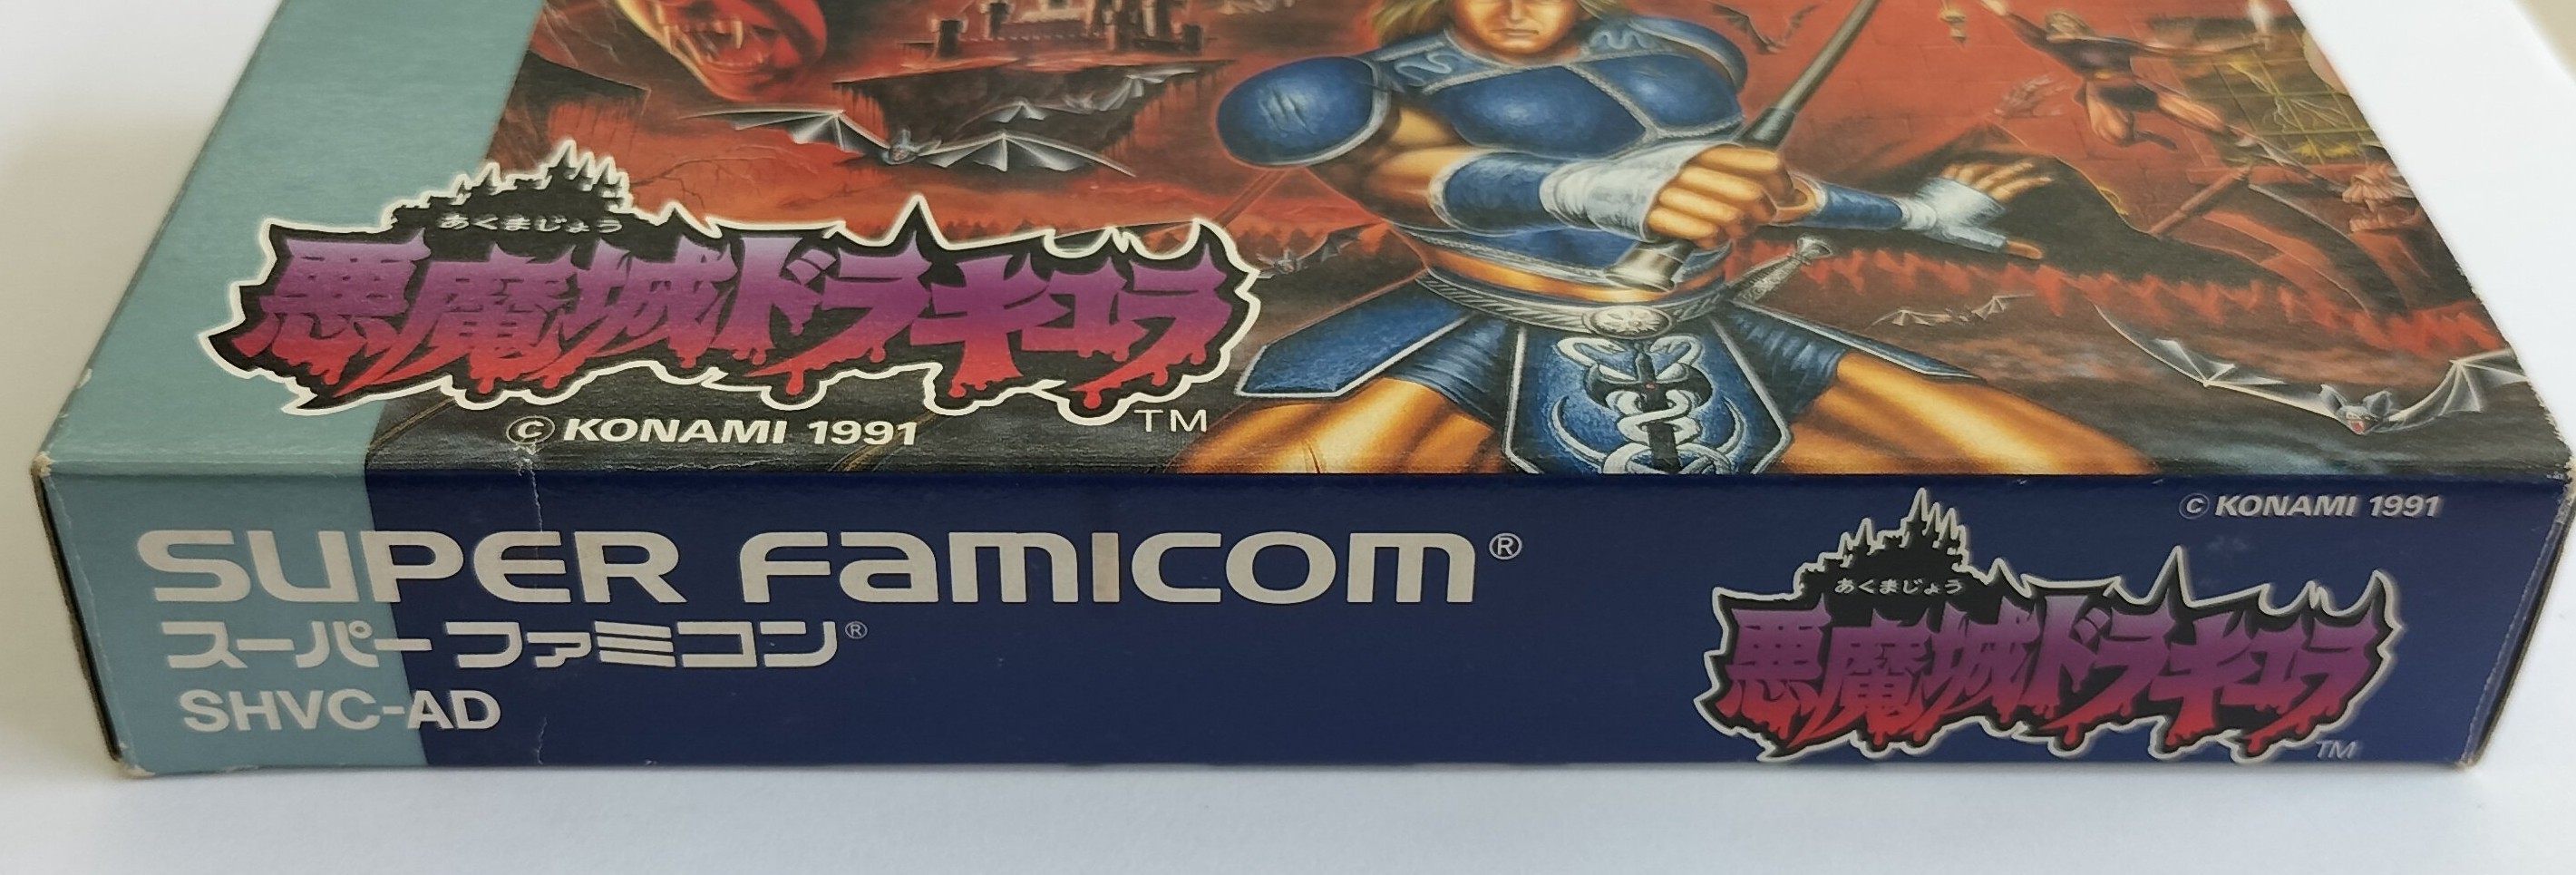 あくまじょう
悪魔城ドラキュラ
TM
© KONAMI 1991
SUPER FAMICOM®
スーパーファミコン®
SHVC-AD
© KONAMI 1991
あくまじょう
悪魔城ドラキュラ
TM